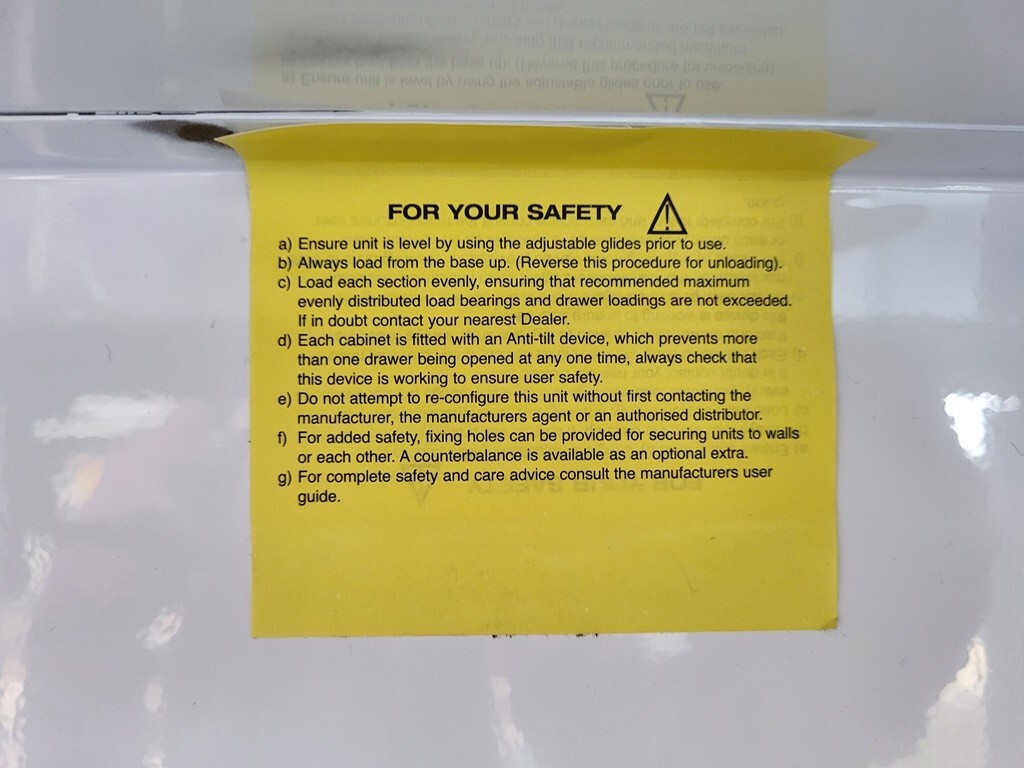 FOR YOUR SAFETY
a) Ensure unit is level by using the adjustable glides prior to use.
b) Always load from the base up. (Reverse this procedure for unloading).
c) Load each section evenly, ensuring that recommended maximum
evenly distributed load bearings and drawer loadings are not exceeded.
If in doubt contact your nearest Dealer.
d) Each cabinet is fitted with an Anti-tilt device, which prevents more
than one drawer being opened at any one time, always check that
this device is working to ensure user safety.
e) Do not attempt to re-configure this unit without first contacting the
manufacturer, the manufacturers agent or an authorised distributor.
f) For added safety, fixing holes can be provided for securing units to walls
or each other. A counterbalance is available as an optional extra.
g) For complete safety and care advice consult the manufacturers user
guide.